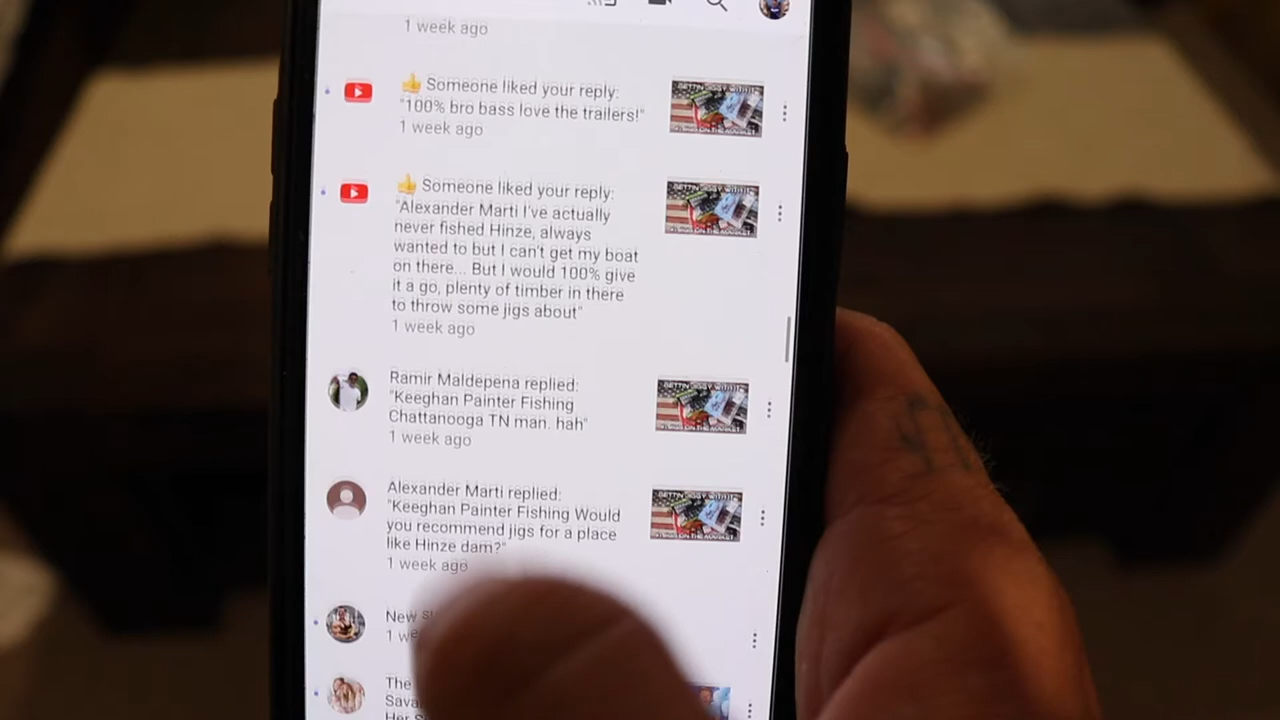 1 week ago
👍 Someone liked your reply:
"100% bro bass love the trailers!"
1 week ago
👍 Someone liked your reply:
"Alexander Marti I've actually
never fished Hinze, always
wanted to but I can't get my boat
on there... But I would 100% give
it a go, plenty of timber in there
to throw some jigs about"
1 week ago
Ramir Maldepena replied:
"Keeghan Painter Fishing
Chattanooga TN man. hah"
1 week ago
Alexander Marti replied:
"Keeghan Painter Fishing Would
you recommend jigs for a place
like Hinze dam?"
1 week ago
New
1
The